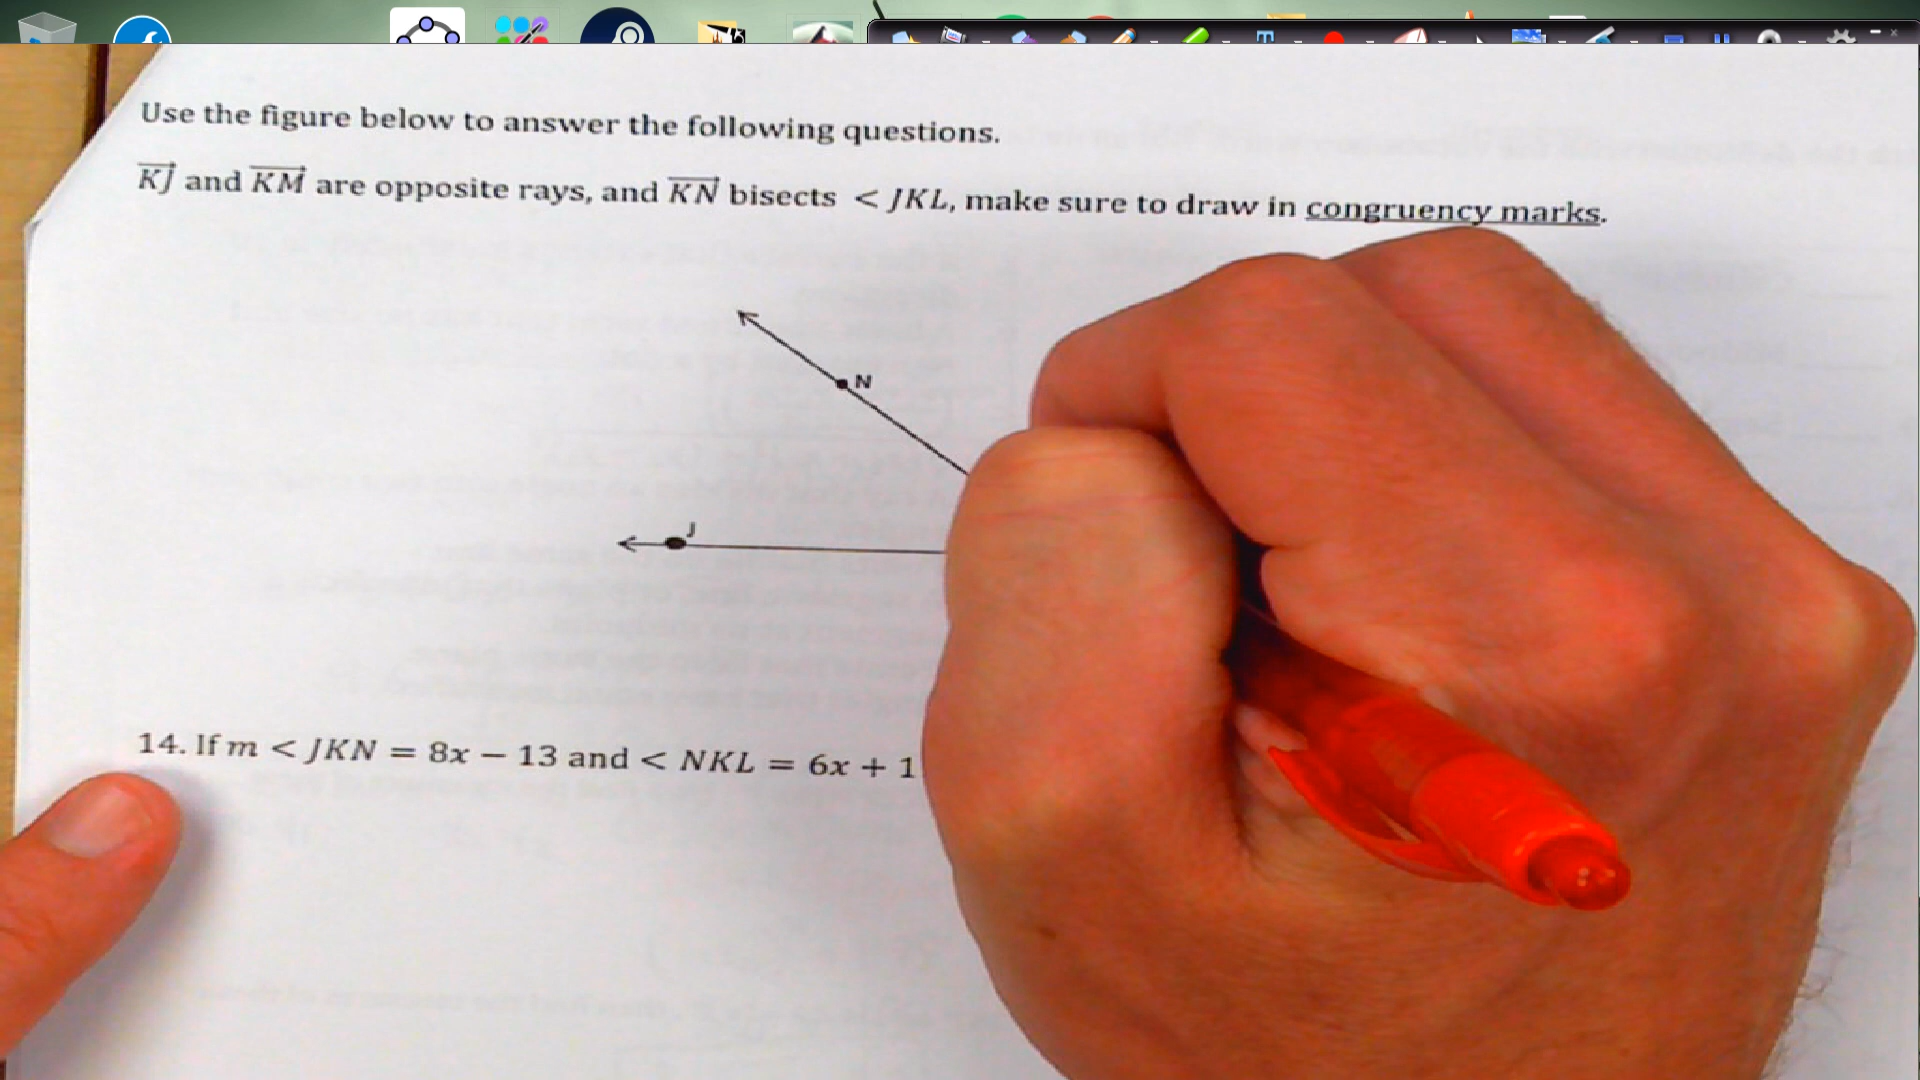 Use the figure below to answer the following questions.
KJ and KM are opposite rays, and KN bisects < JKL, make sure to draw in congruency marks.
N
J
14. If m < JKN = 8x − 13 and < NKL = 6x + 1